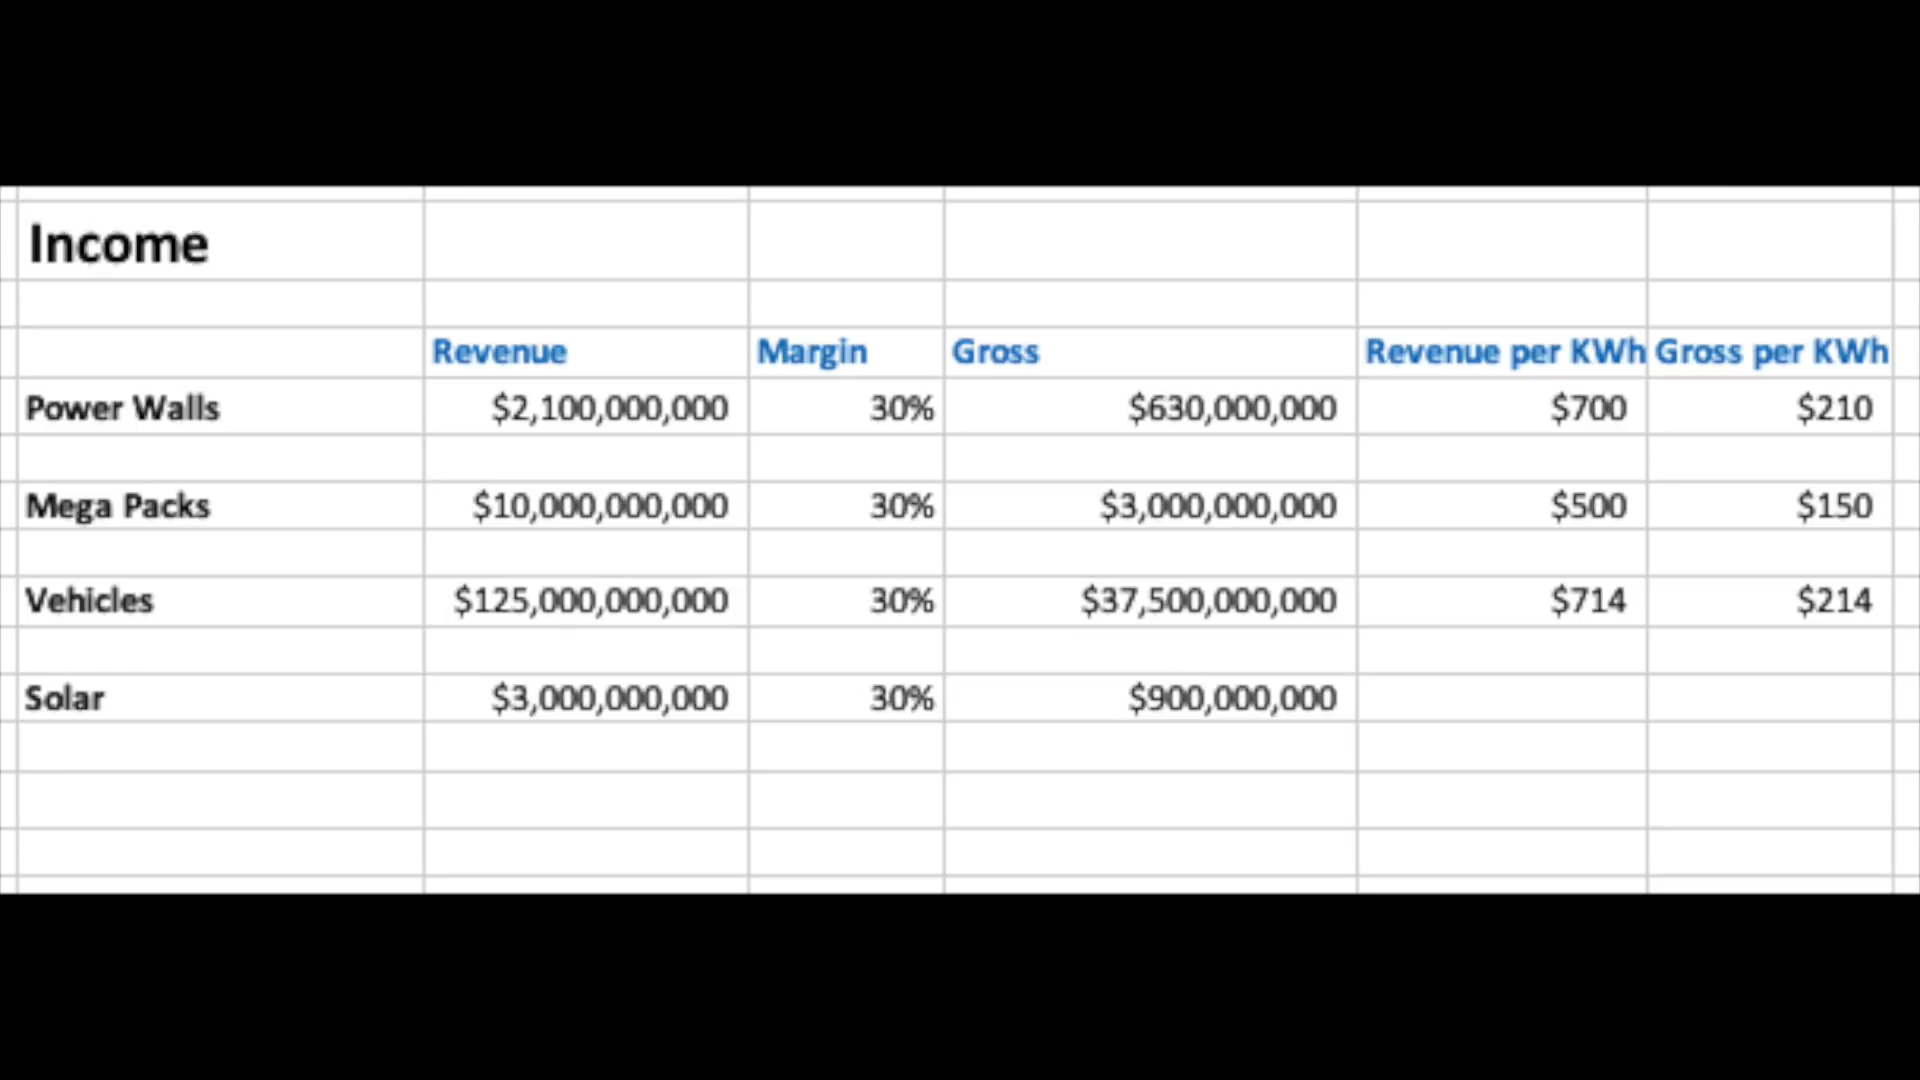 Income
Revenue Margin Gross Revenue per KWh Gross per KWh
Power Walls $2,100,000,000 30% $630,000,000 $700 $210
Mega Packs $10,000,000,000 30% $3,000,000,000 $500 $150
Vehicles $125,000,000,000 30% $37,500,000,000 $714 $214
Solar $3,000,000,000 30% $900,000,000